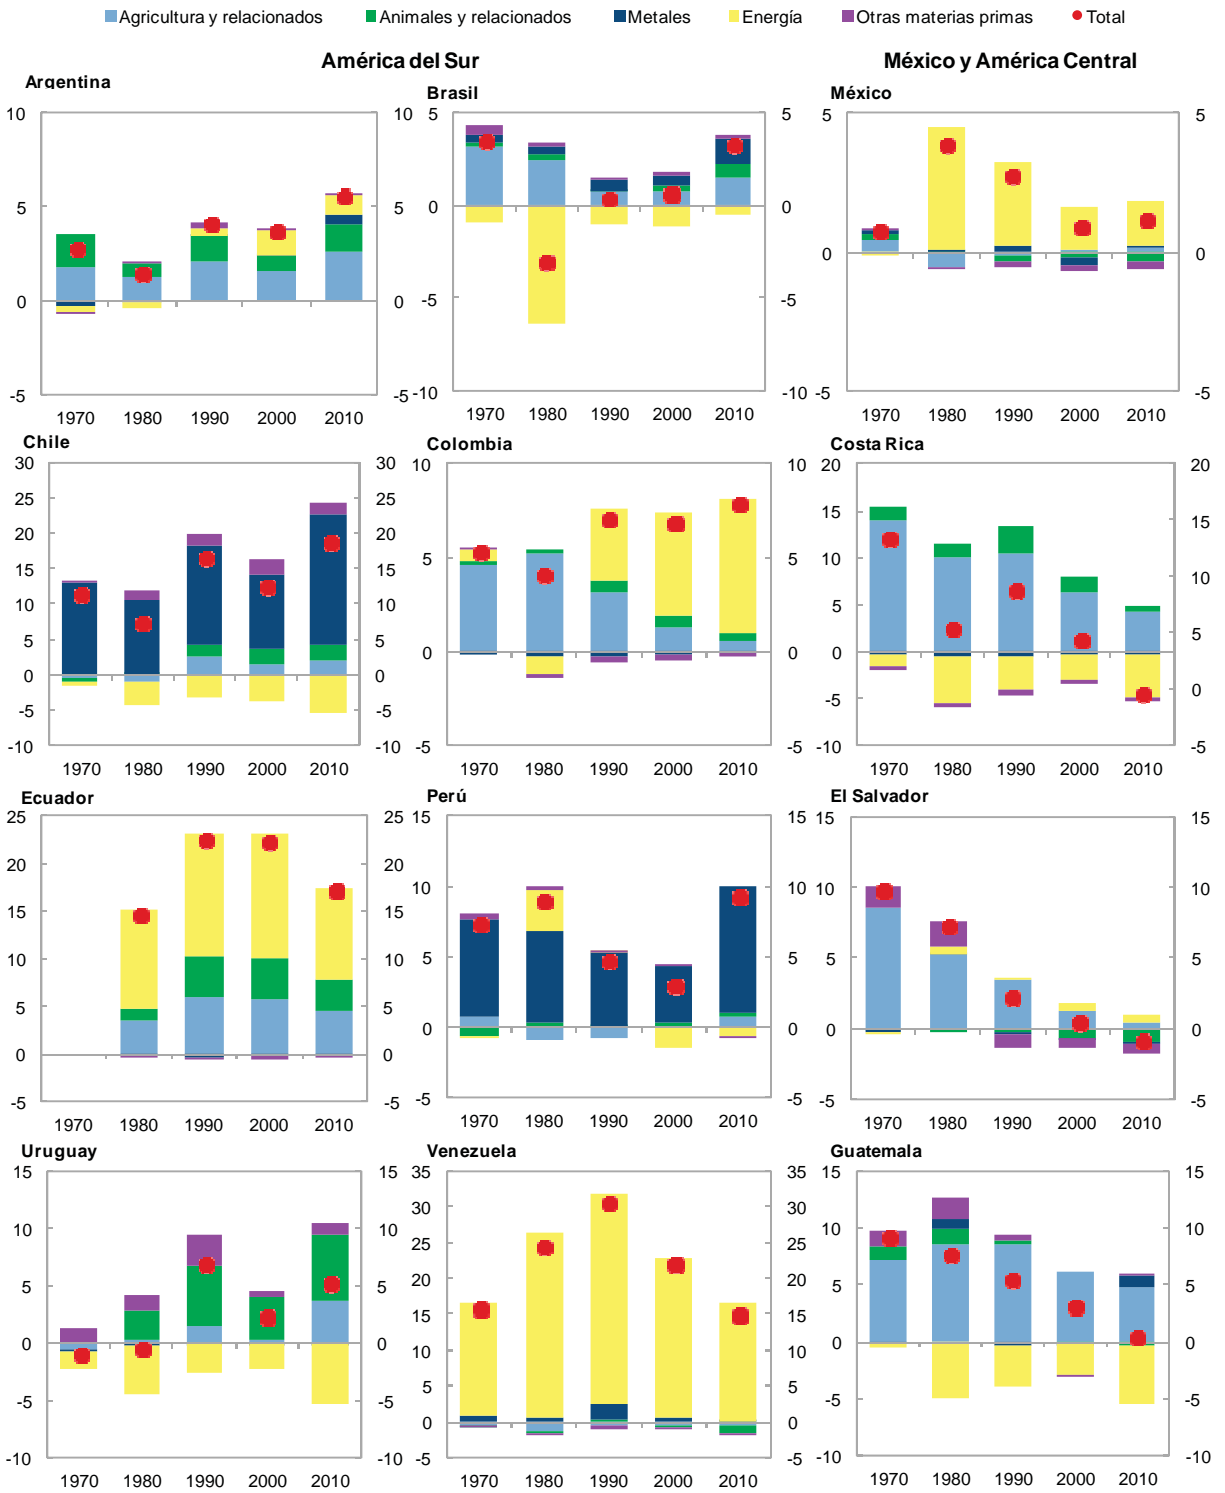 Agricultura y relacionados Animales y relacionados Metales Energía Otras materias primas Total
América del Sur México y América Central
Argentina Brasil México
10 10 5 5 5
5 5 0 0
0 0 -5 -5 0 0
-5 -5 -10 -10 -5 -5
1970 1980 1990 2000 2010 1970 1980 1990 2000 2010 1970 1980 1990 2000 2010
Chile Colombia Costa Rica
30 30 10 10 20 20
25 25 15 15
20 20 5 5 10 10
15 15
10 10 5 5
5 5 0 0 0
0 0 -5 0
-5 -5
-10 -10 -5 -5 -10 -5
1970 1980 1990 2000 2010 1970 1980 1990 2000 2010 1970 1980 1990 2000 2010
Ecuador Perú El Salvador
25 25 15 15 15 15
20 20 10 10 10 10
15 15
10 10 5 5 5 5
5 5 0 0 0 0
0 0
-5 -5 -5 -5 -5 -5
1970 1980 1990 2000 2010 1970 1980 1990 2000 2010 1970 1980 1990 2000 2010
Uruguay Venezuela Guatemala
15 15 35 35 15 15
10 10 30 30 10 10
25 25
5 5 20 20 5 5
15 15
0 0 10 10 0 0
-5 -5 5 5 -5 -5
0 0
-10 -10 -5 -5 -10 -10
1970 1980 1990 2000 2010 1970 1980 1990 2000 2010 1970 1980 1990 2000 2010